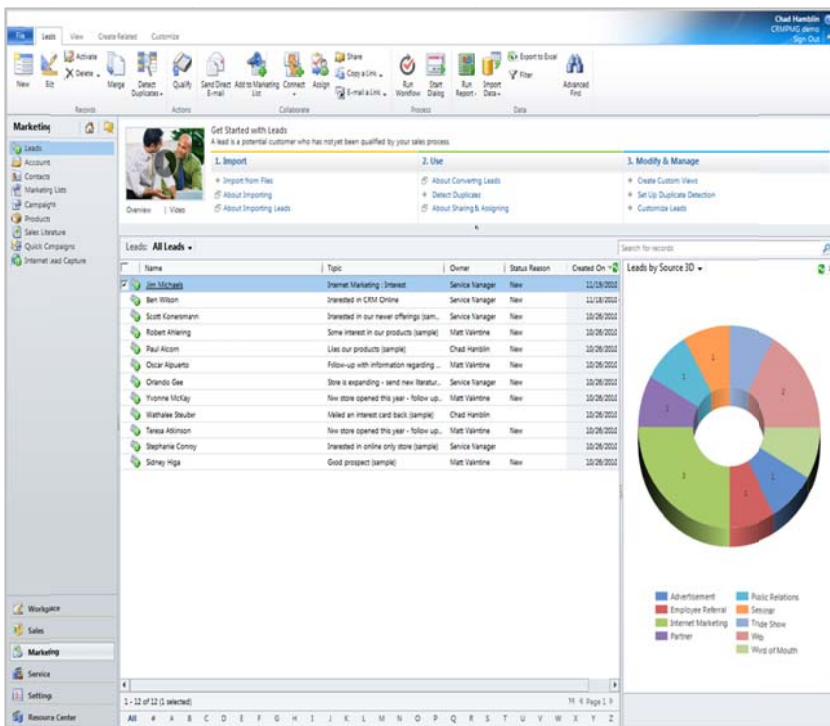 Chad Hamblin
CRMPMG demo
Sign Out
File Leads View Create Related Customize
New Edit Activate Delete Merge Detect Duplicates Qualify Send Direct E-mail Add to Marketing List Connect Assign Share Copy a Link E-mail a Link Run Workflow Start Dialog Run Report Import Data Export to Excel Filter Advanced Find
Records Actions Collaborate Process Data
Marketing
Leads
Account
Contacts
Marketing Lists
Campaign
Products
Sales Literature
Quick Campaigns
Internet Lead Capture
Workplace
Sales
Marketing
Service
Settings
Resource Center
Get Started with Leads
A lead is a potential customer who has not yet been qualified by your sales process.
Overview | Video
1. Import
Import from Files
About Importing
About Importing Leads
2. Use
About Converting Leads
Detect Duplicates
About Sharing & Assigning
3. Modify & Manage
Create Custom Views
Set Up Duplicate Detection
Customize Leads
Leads: All Leads
Search for records
Name Topic Owner Status Reason Created On
Jim Michaels Internet Marketing : Interest Service Manager New 11/19/2010
Ben Wilson Interested in CRM Online Service Manager New 11/18/2010
Scott Konersmann Interested in our newer offerings (sam... Service Manager New 10/26/2010
Robert Ahlering Some interest in our products (sample) Matt Valentine New 10/26/2010
Paul Alcorn Likes our products (sample) Chad Hamblin New 10/26/2010
Oscar Alpuerto Follow-up with information regarding ... Matt Valentine New 10/26/2010
Orlando Gee Store is expanding - send new literatur... Service Manager New 10/26/2010
Yvonne McKay New store opened this year - follow up... Matt Valentine New 10/26/2010
Wathalee Steuber Mailed an interest card back (sample) Chad Hamblin 10/26/2010
Teresa Atkinson New store opened this year - follow up... Matt Valentine New 10/26/2010
Stephanie Conroy Interested in online only store (sample) Service Manager 10/26/2010
Sidney Higa Good prospect (sample) Matt Valentine New 10/26/2010
1 - 12 of 12 (1 selected) Page 1
All # A B C D E F G H I J K L M N O P Q R S T U V W X Y Z
Leads by Source 3D
1
2
1
1
3
1
1
Advertisement
Employee Referral
Internet Marketing
Partner
Public Relations
Seminar
Trade Show
Web
Word of Mouth